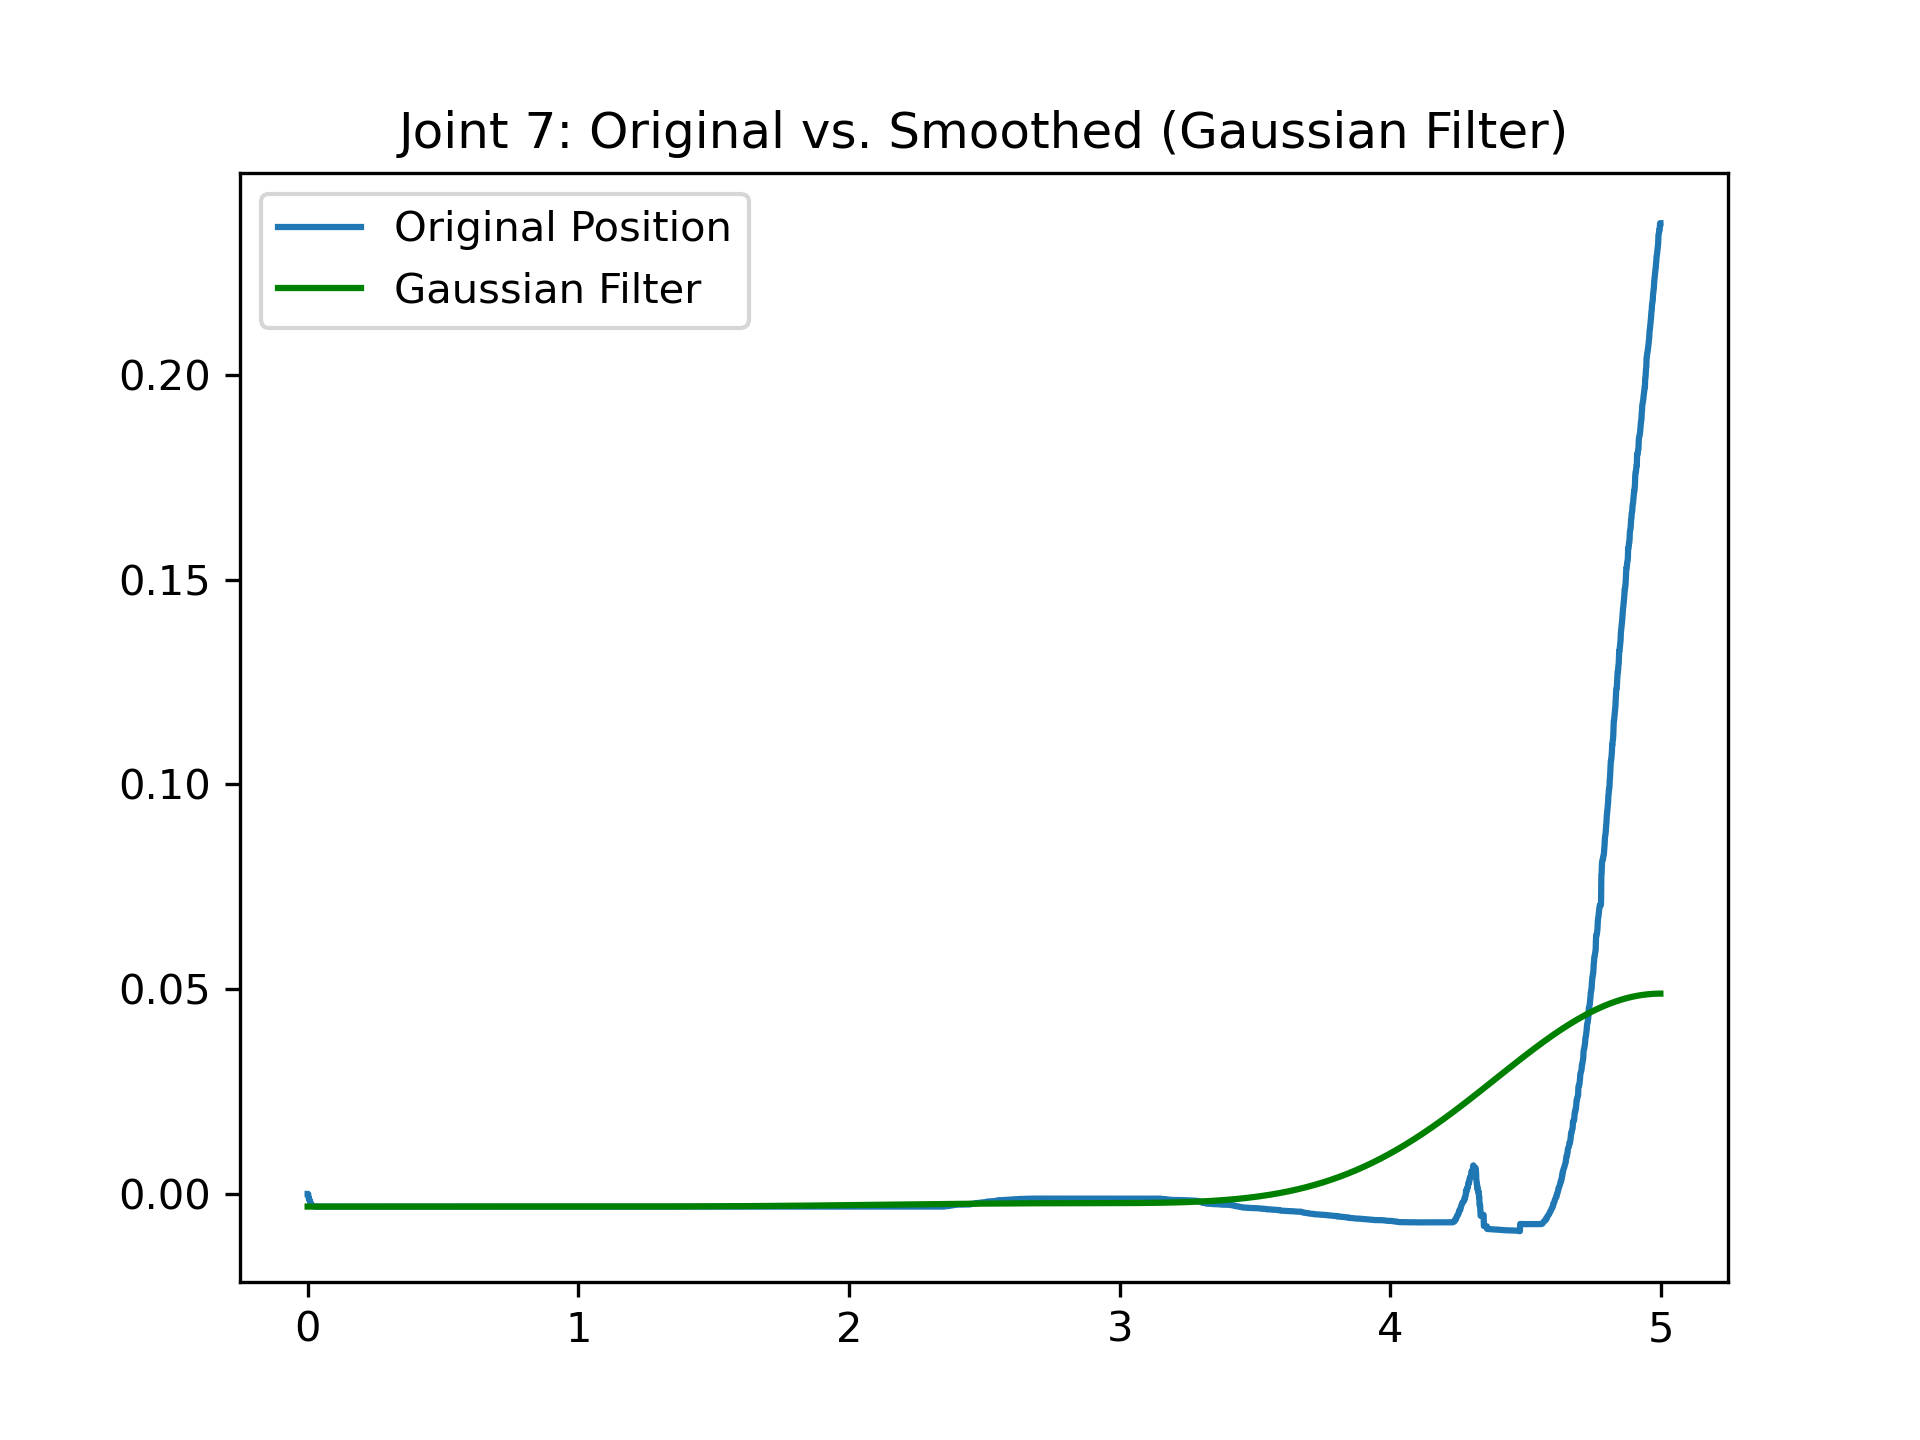 Joint 7: Original vs. Smoothed (Gaussian Filter)
Original Position
Gaussian Filter
0.20
0.15
0.10
0.05
0.00
0 1 2 3 4 5